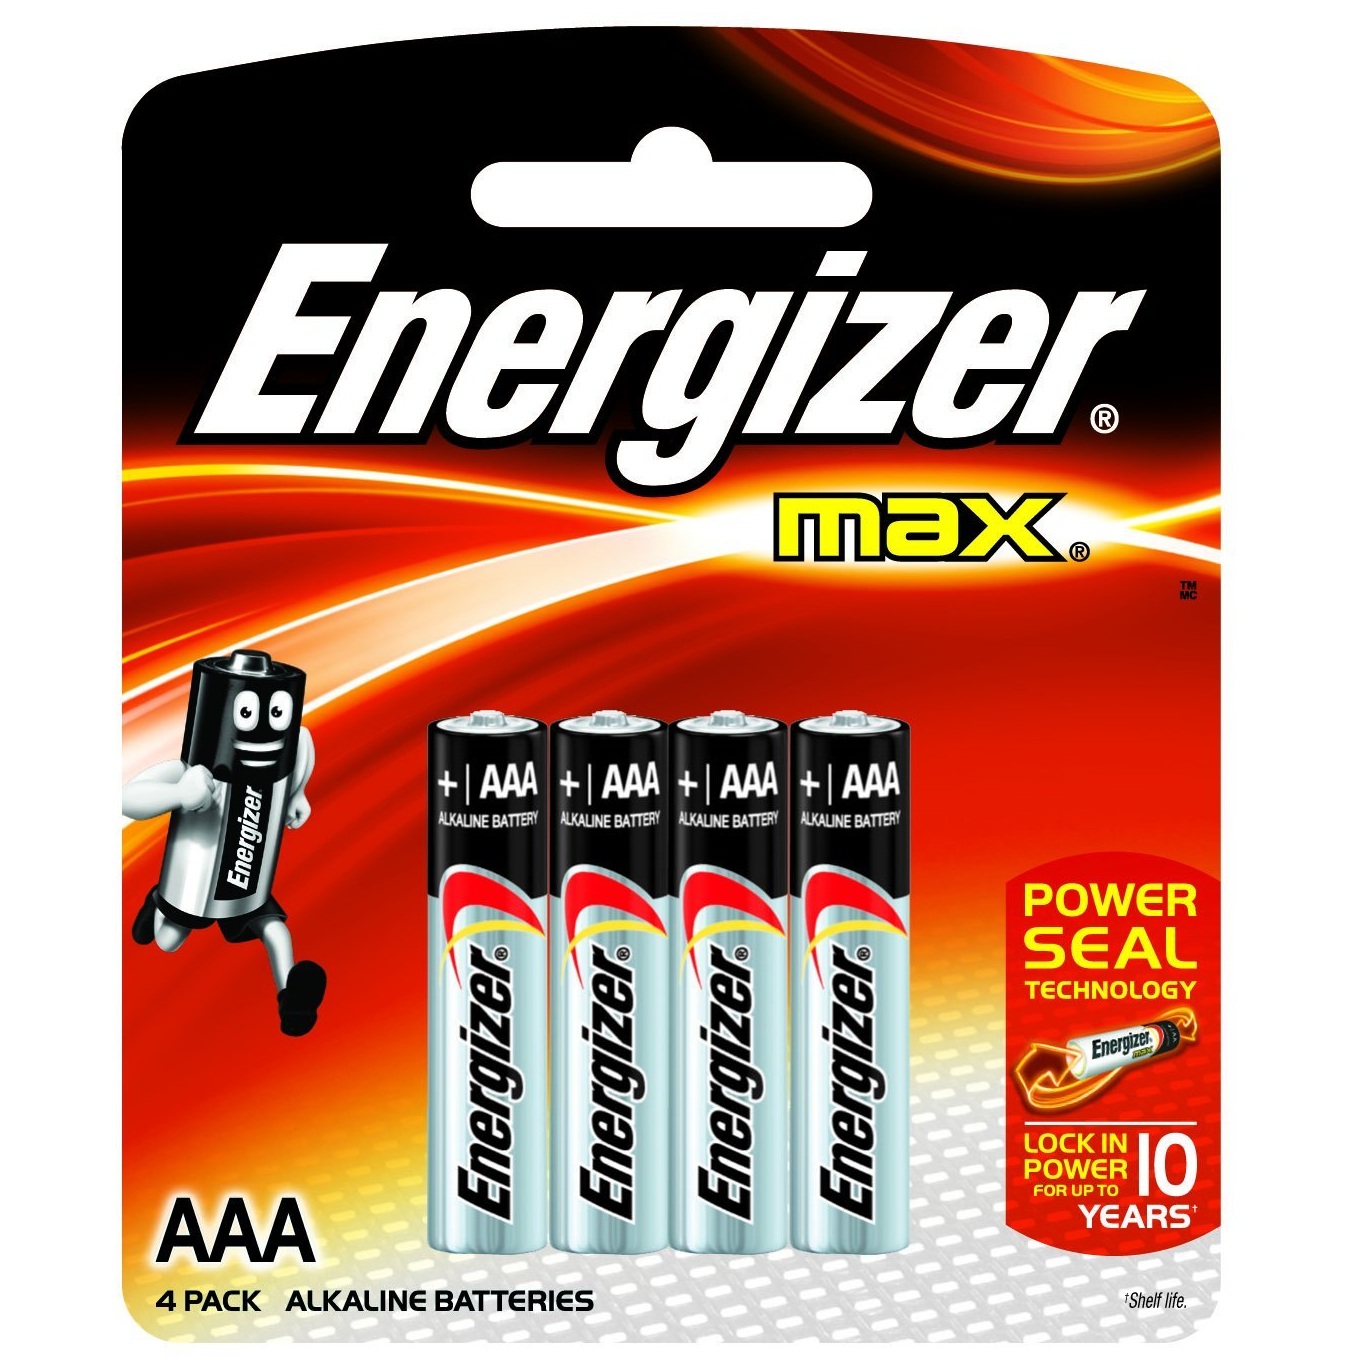 Energizer®
max®
TM
MC
Energizer
+ | AAA
ALKALINE BATTERY
Energizer®
+ | AAA
ALKALINE BATTERY
Energizer®
+ | AAA
ALKALINE BATTERY
Energizer®
+ | AAA
ALKALINE BATTERY
Energizer®
POWER
SEAL
TECHNOLOGY
Energizer
max
LOCK IN
POWER
FOR UP TO
10
YEARS†
AAA
4 PACK ALKALINE BATTERIES
†Shelf life.